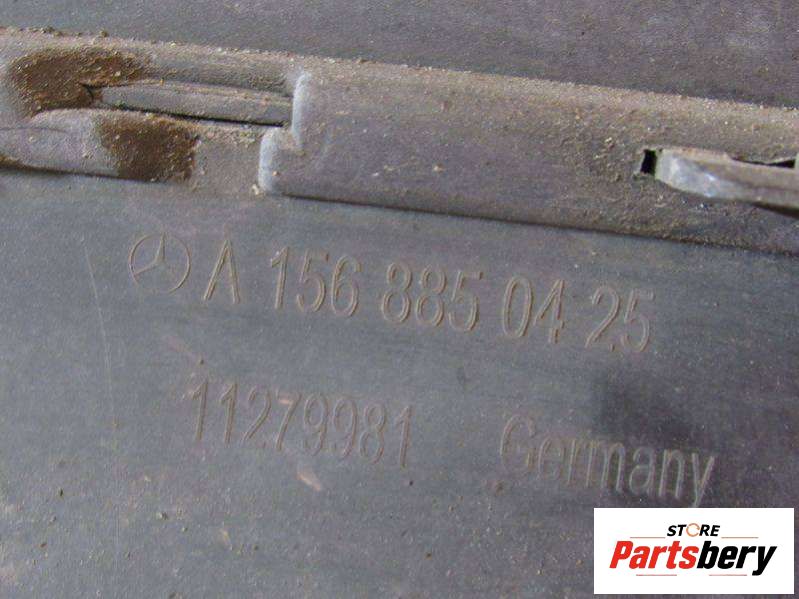 A 156 885 04 25
11279981
Germany
STORE
Partsbery